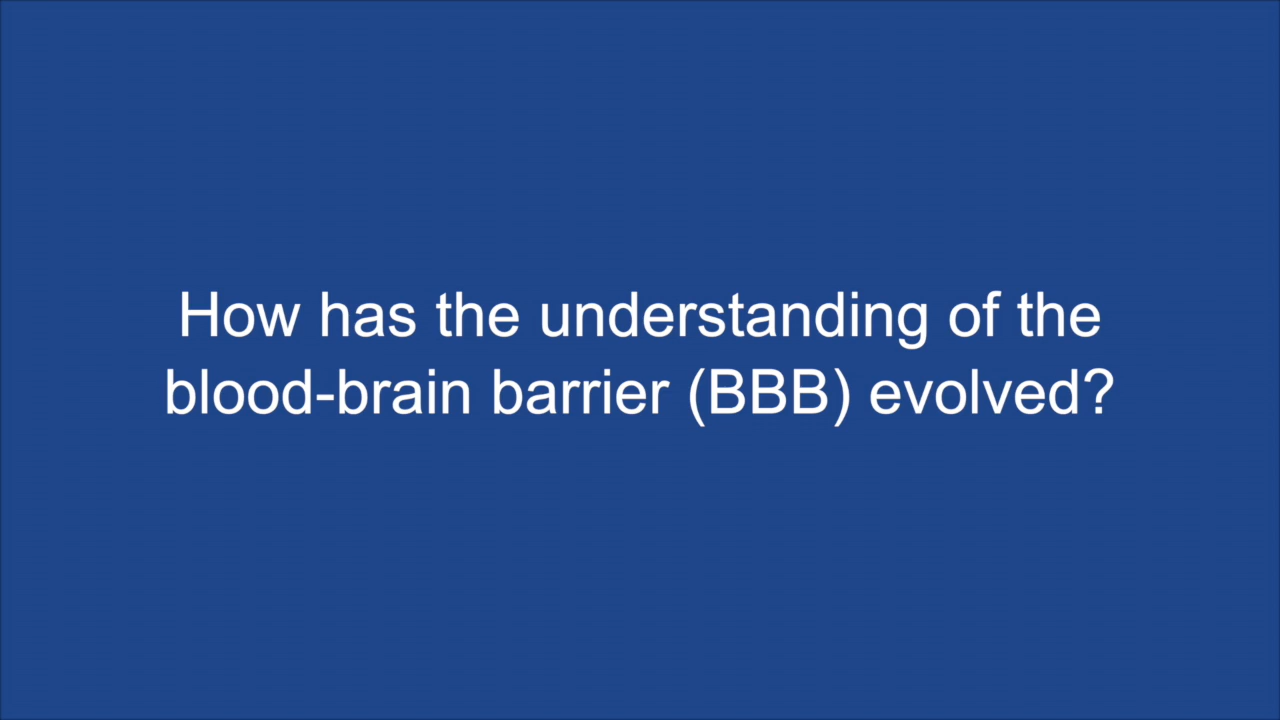 How has the understanding of the
blood-brain barrier (BBB) evolved?